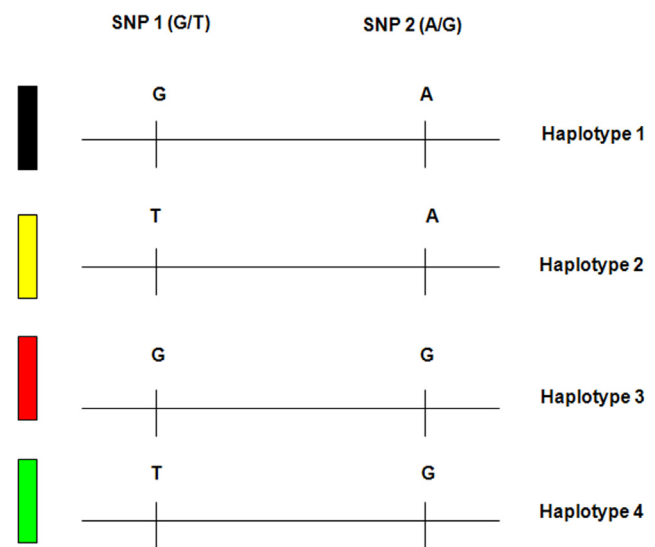 SNP 1 (G/T) SNP 2 (A/G)
G A
Haplotype 1
T A
Haplotype 2
G G
Haplotype 3
T G
Haplotype 4